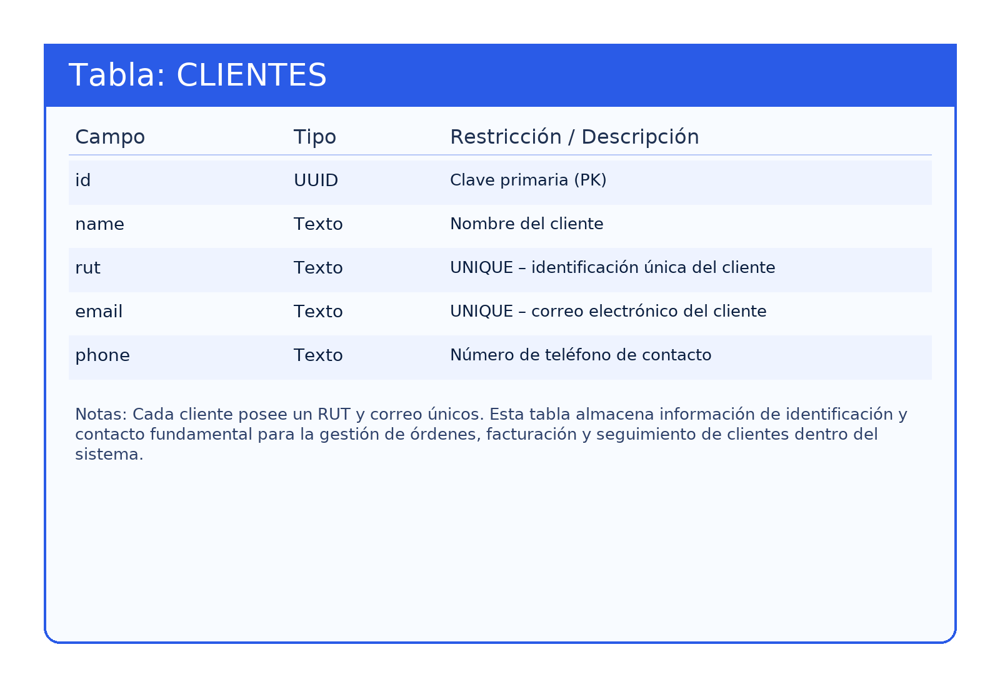 Tabla: CLIENTES
Campo Tipo Restricción / Descripción
id UUID Clave primaria (PK)
name Texto Nombre del cliente
rut Texto UNIQUE – identificación única del cliente
email Texto UNIQUE – correo electrónico del cliente
phone Texto Número de teléfono de contacto
Notas: Cada cliente posee un RUT y correo únicos. Esta tabla almacena información de identificación y
contacto fundamental para la gestión de órdenes, facturación y seguimiento de clientes dentro del
sistema.